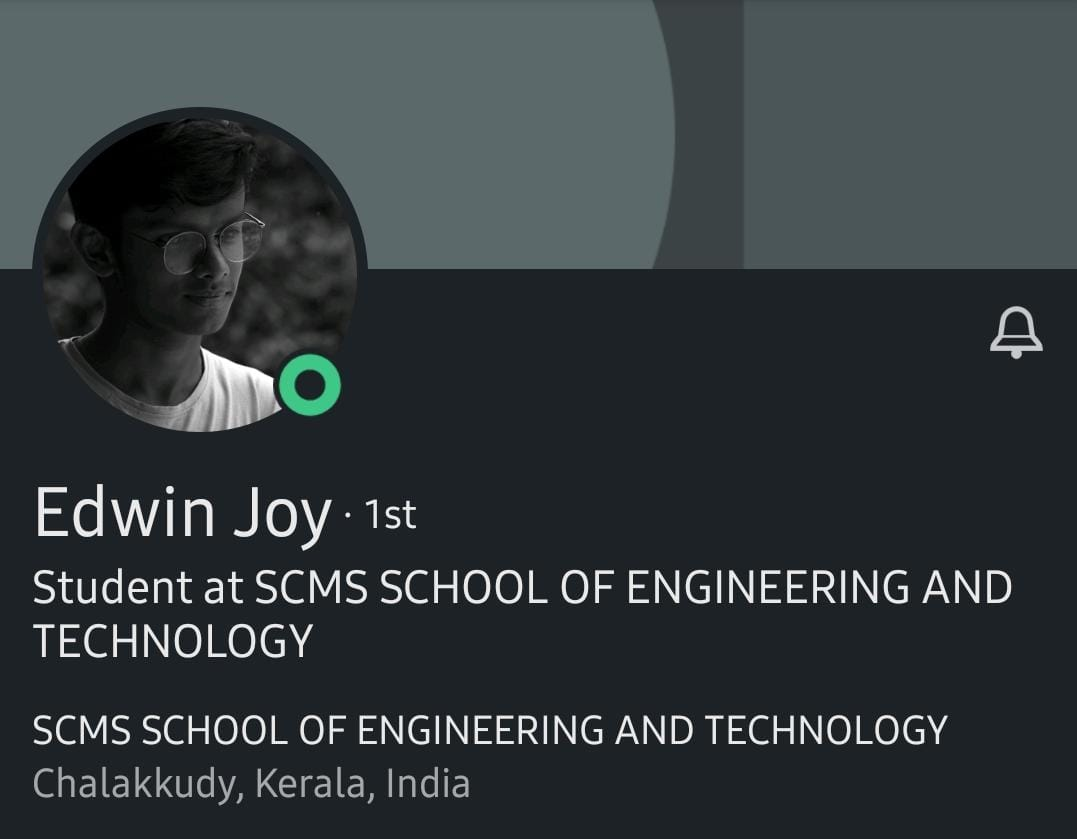 Edwin Joy · 1st
Student at SCMS SCHOOL OF ENGINEERING AND
TECHNOLOGY
SCMS SCHOOL OF ENGINEERING AND TECHNOLOGY
Chalakkudy, Kerala, India